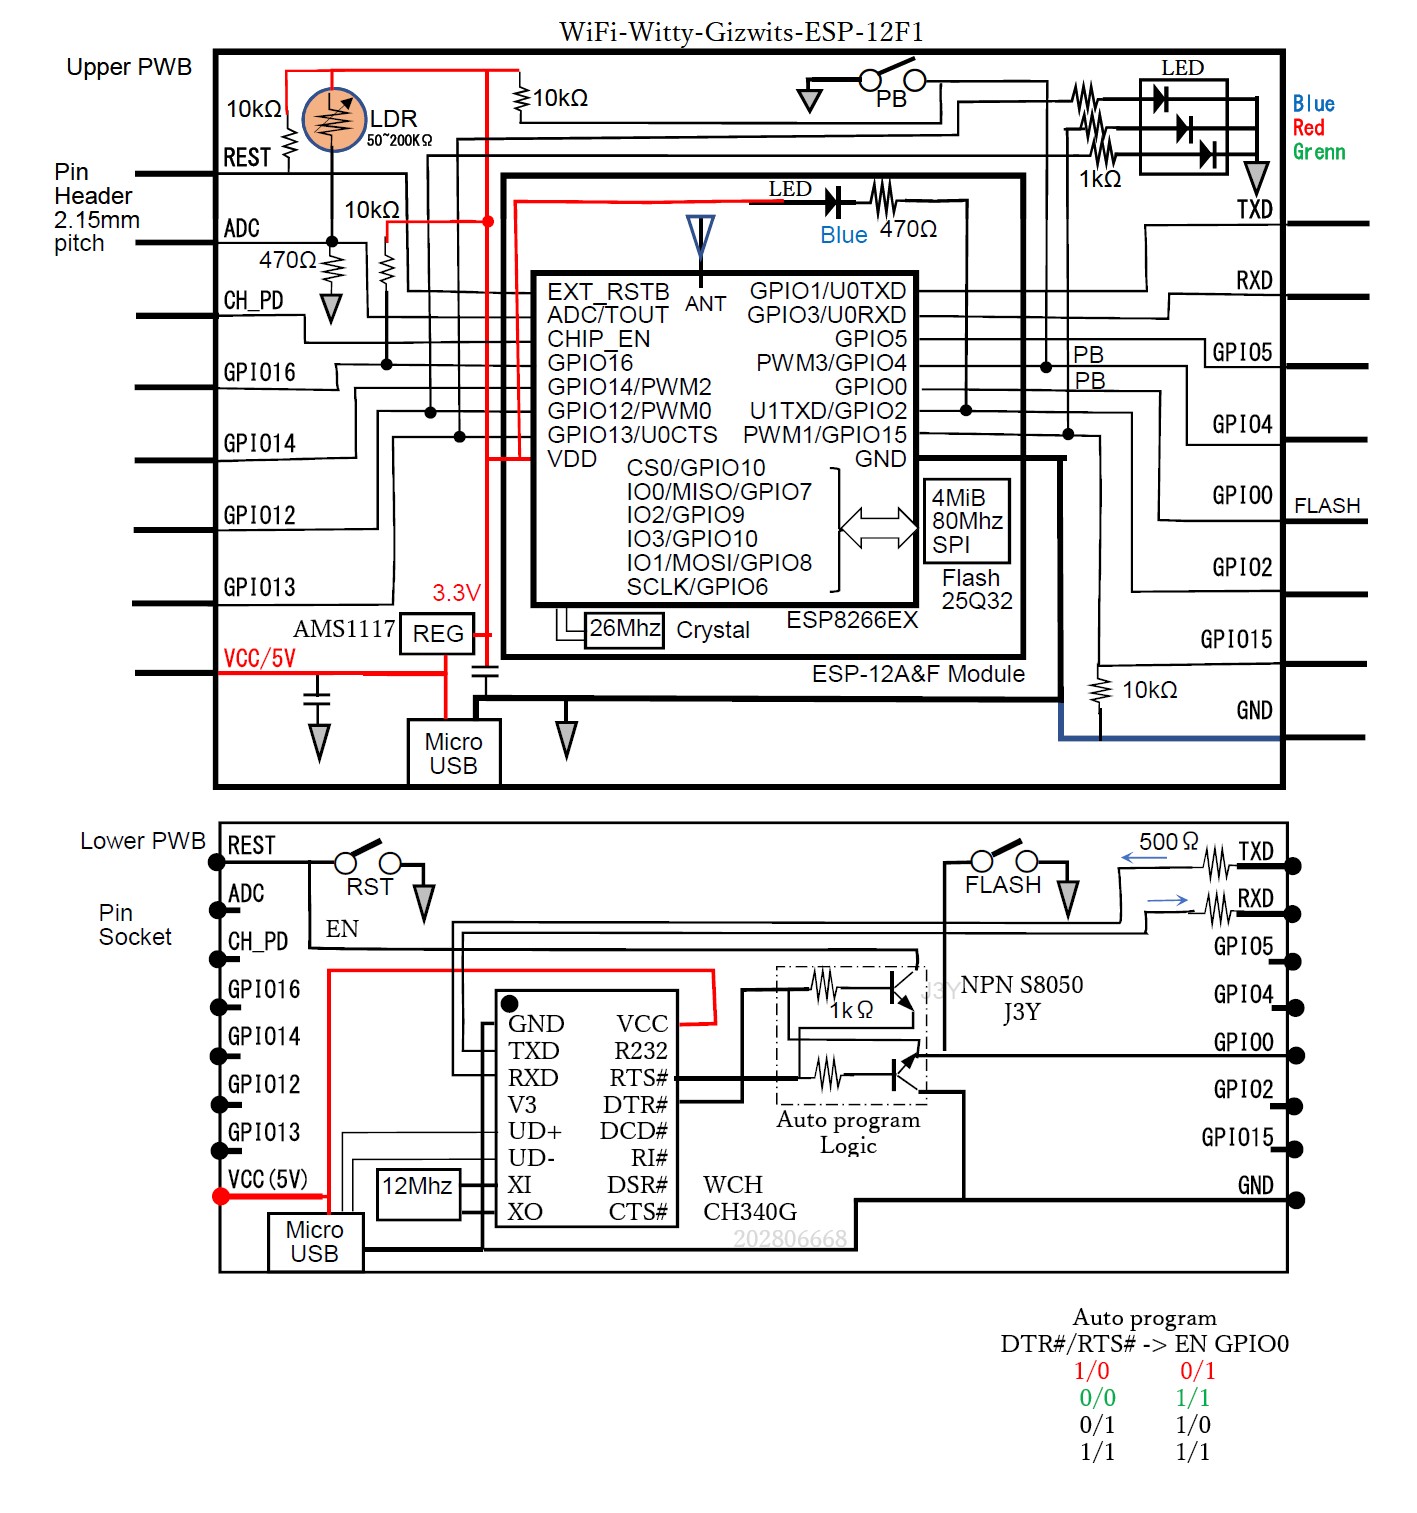 WiFi-Witty-Gizwits-ESP-12F1
Upper PWB
10kΩ
LDR
50~200KΩ
10kΩ
PB
LED
Blue
Red
Grenn
1kΩ
REST
Pin
Header
2.15mm
pitch
ADC
10kΩ
470Ω
CH_PD
GPIO16
GPIO14
GPIO12
GPIO13
VCC/5V
LED
Blue
470Ω
ANT
EXT_RSTB
ADC/TOUT
CHIP_EN
GPIO16
GPIO14/PWM2
GPIO12/PWM0
GPIO13/U0CTS
VDD
GPIO1/U0TXD
GPIO3/U0RXD
GPIO5
PWM3/GPIO4
GPIO0
U1TXD/GPIO2
PWM1/GPIO15
GND
CS0/GPIO10
IO0/MISO/GPIO7
IO2/GPIO9
IO3/GPIO10
IO1/MOSI/GPIO8
SCLK/GPIO6
4MiB
80Mhz
SPI
Flash
25Q32
ESP8266EX
26Mhz
Crystal
ESP-12A&F Module
3.3V
AMS1117
REG
Micro
USB
PB
PB
TXD
RXD
GPIO5
GPIO4
GPIO0
FLASH
GPIO2
GPIO15
10kΩ
GND
Lower PWB
REST
RST
ADC
Pin
Socket
EN
CH_PD
GPIO16
GPIO14
GPIO12
GPIO13
VCC(5V)
Micro
USB
12Mhz
GND
TXD
RXD
V3
UD+
UD-
XI
XO
VCC
R232
RTS#
DTR#
DCD#
RI#
DSR#
CTS#
WCH
CH340G
202806668
1kΩ
Auto program
Logic
J3Y
NPN S8050
J3Y
FLASH
500Ω
TXD
RXD
GPIO5
GPIO4
GPIO0
GPIO2
GPIO15
GND
Auto program
DTR#/RTS# -> EN GPIO0
1/0 0/1
0/0 1/1
0/1 1/0
1/1 1/1